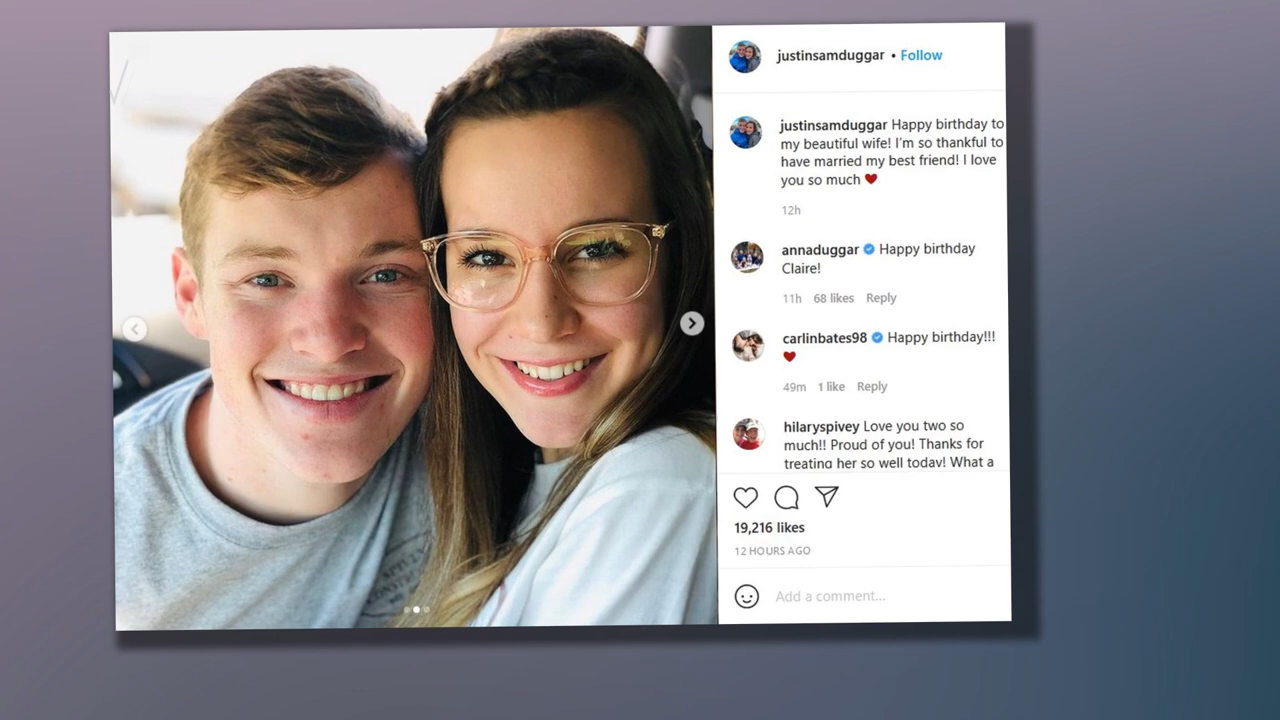 justinsamduggar • Follow
justinsamduggar Happy birthday to
my beautiful wife! I'm so thankful to
have married my best friend! I love
you so much ❤
12h
annaduggar Happy birthday
Claire!
11h 68 likes Reply
carlinbates98 Happy birthday!!!
❤
49m 1 like Reply
hilaryspivey Love you two so
much!! Proud of you! Thanks for
treating her so well today! What a
19,216 likes
12 HOURS AGO
Add a comment...